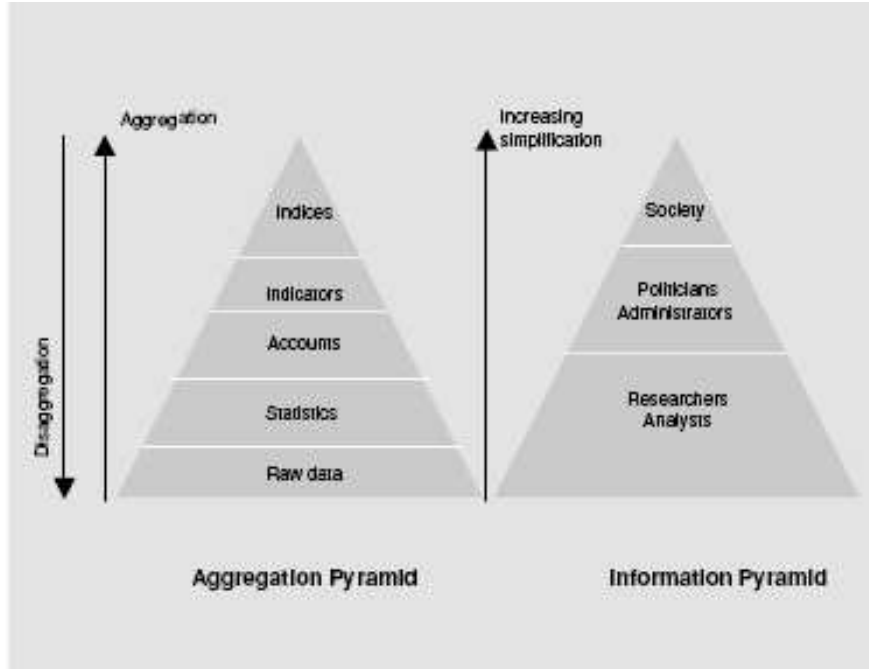 Aggregation
Increasing
simplification
Disaggregation
Indices
Indicators
Accounts
Statistics
Raw data
Society
Politicians
Administrators
Researchers
Analysts
Aggregation Pyramid
Information Pyramid